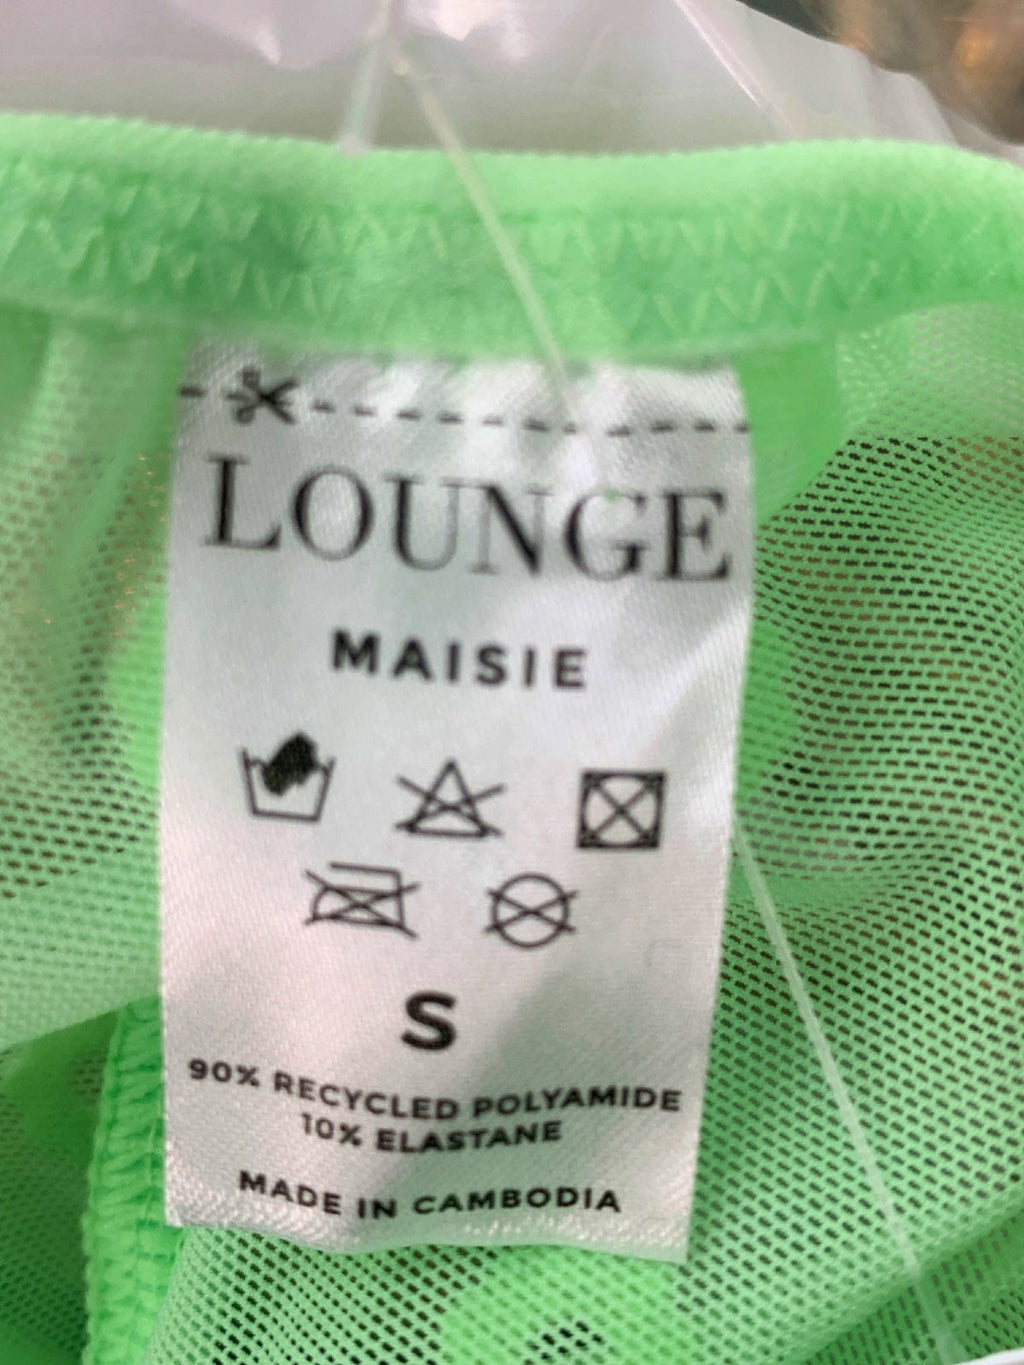 LOUNGE
MAISIE
S
90% RECYCLED POLYAMIDE
10% ELASTANE
MADE IN CAMBODIA